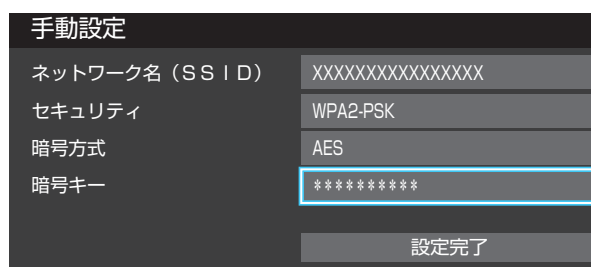 手動設定
ネットワーク名（ＳＳＩＤ） XXXXXXXXXXXXXXXX
セキュリティ WPA2-PSK
暗号方式 AES
暗号キー **********
設定完了